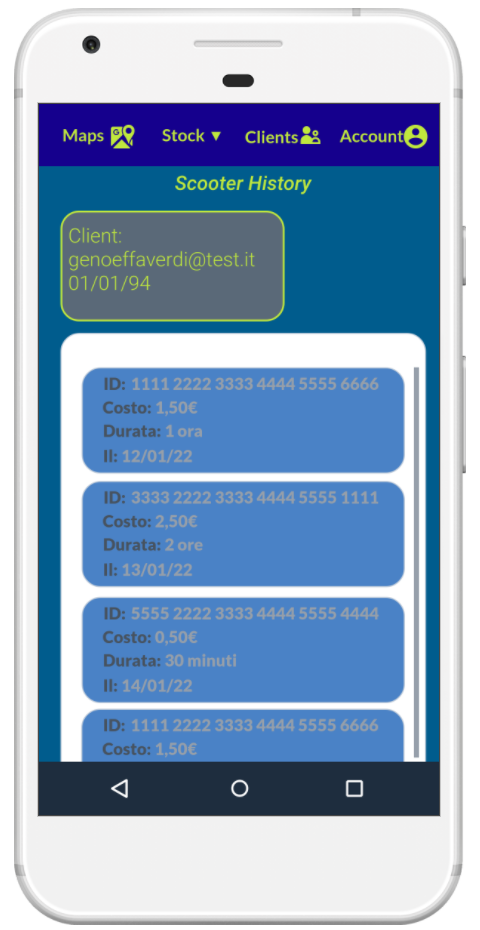 Maps Stock ▼ Clients Account
Scooter History
Client:
genoeffaverdi@test.it
01/01/94
ID: 1111 2222 3333 4444 5555 6666
Costo: 1,50€
Durata: 1 ora
Il: 12/01/22
ID: 3333 2222 3333 4444 5555 1111
Costo: 2,50€
Durata: 2 ore
Il: 13/01/22
ID: 5555 2222 3333 4444 5555 4444
Costo: 0,50€
Durata: 30 minuti
Il: 14/01/22
ID: 1111 2222 3333 4444 5555 6666
Costo: 1,50€